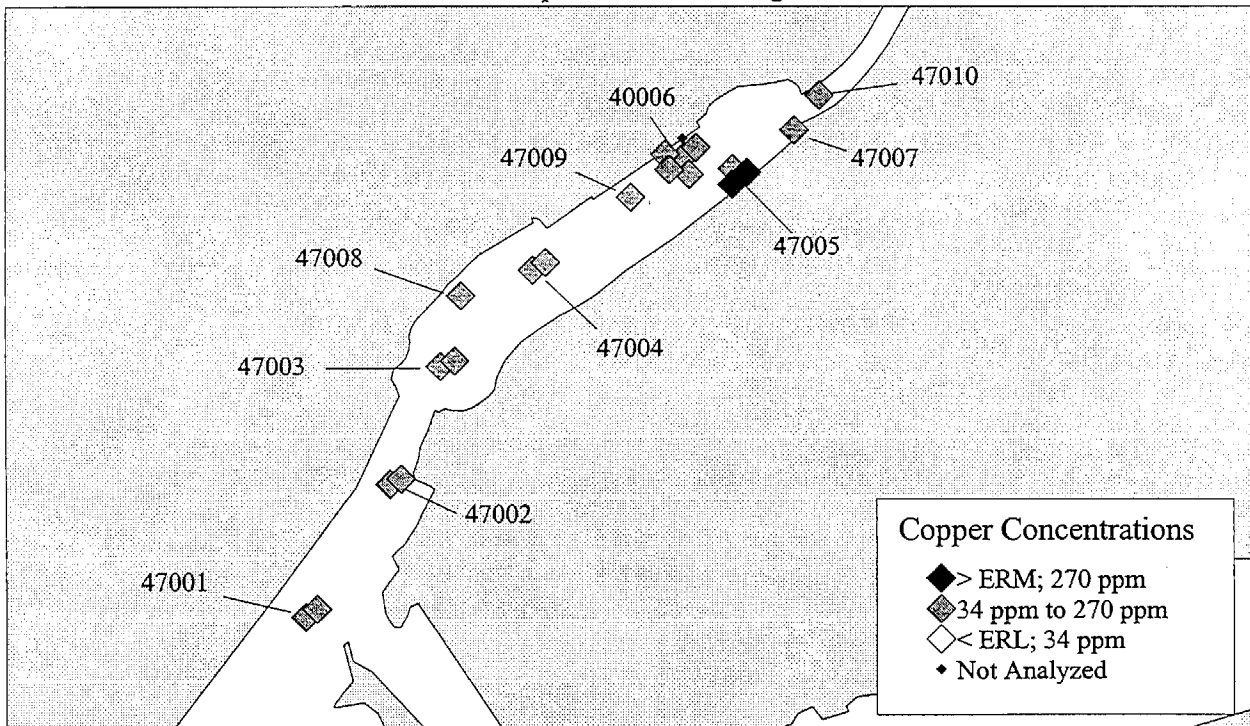 47010
40006
47009
47007
47005
47008
47004
47003
47002
47001
Copper Concentrations
> ERM; 270 ppm
34 ppm to 270 ppm
< ERL; 34 ppm
Not Analyzed